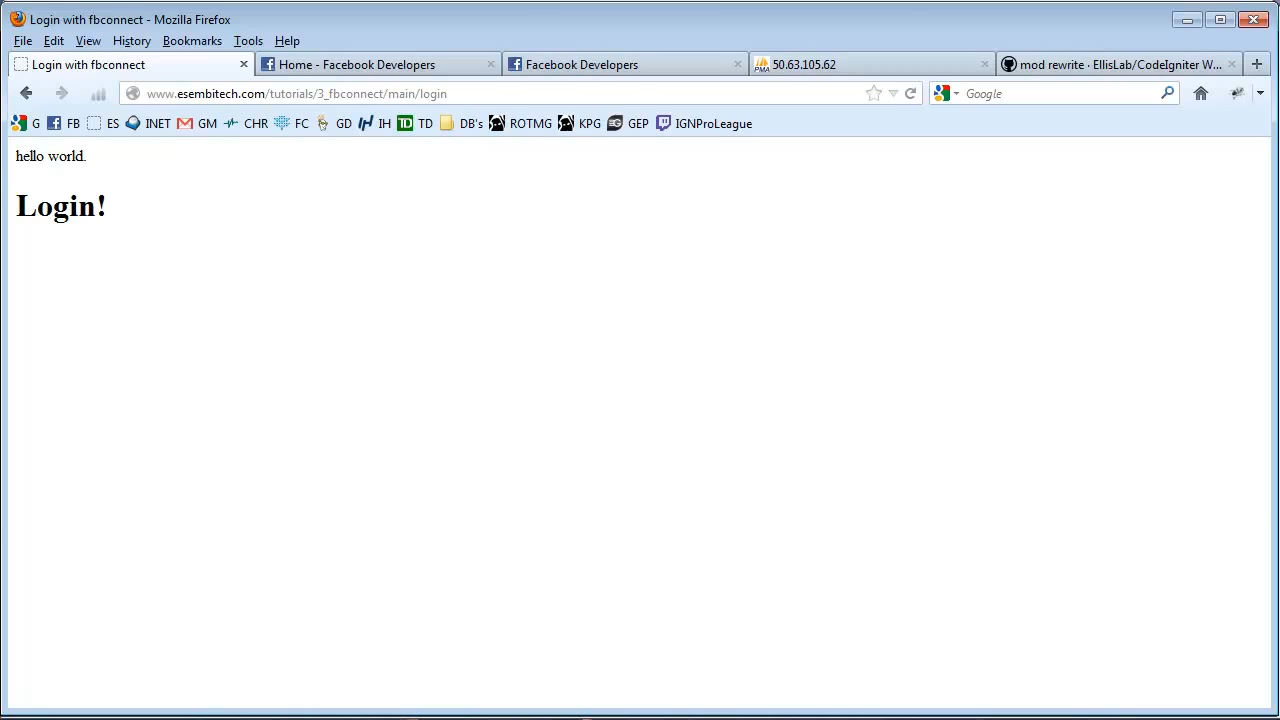 Login with fbconnect - Mozilla Firefox
File Edit View History Bookmarks Tools Help
Login with fbconnect Home - Facebook Developers Facebook Developers PMA 50.63.105.62 mod rewrite · EllisLab/CodeIgniter W...
www.esembitech.com/tutorials/3_fbconnect/main/login Google
G FB ES INET GM CHR FC GD IH TD TD DB's ROTMG KPG GEP IGNProLeague
hello world.
Login!